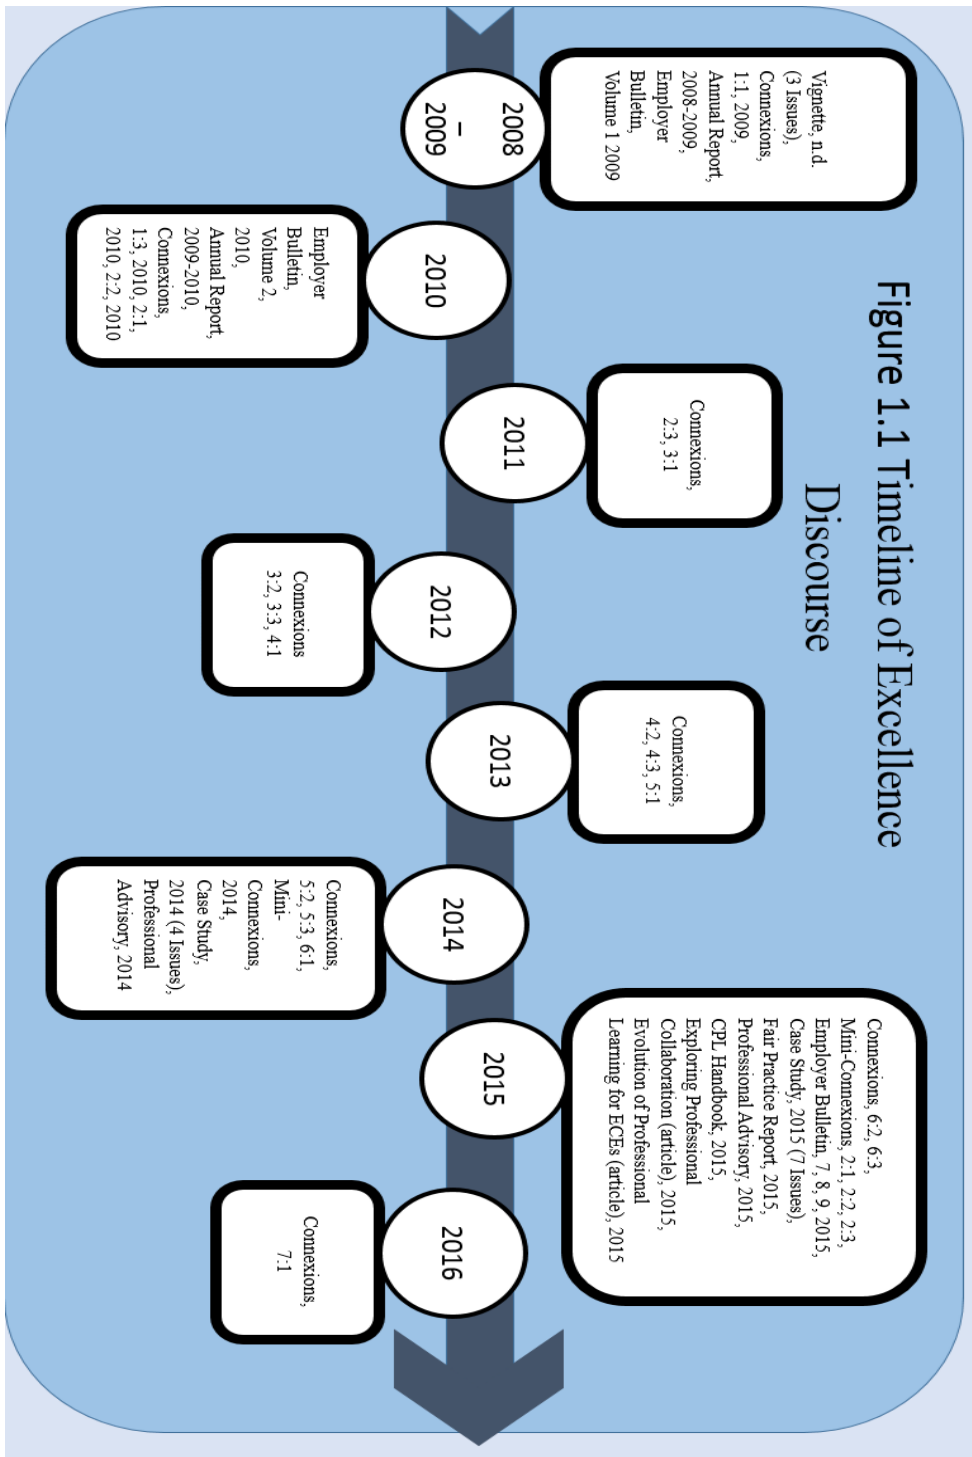 Figure 1.1 Timeline of Excellence
Discourse
Vignette, n.d.
(3 Issues),
Connexions,
1:1, 2009,
Annual Report,
2008-2009,
Employer
Bulletin,
Volume 1 2009
2008
–
2009
Employer
Bulletin,
Volume 2,
2010,
Annual Report,
2009-2010,
Connexions,
1:3, 2010, 2:1,
2010, 2:2, 2010
2010
Connexions,
2:3, 3:1
2011
Connexions
3:2, 3:3, 4:1
2012
Connexions,
4:2, 4:3, 5:1
2013
Connexions,
5:2, 5:3, 6:1,
Mini-
Connexions,
2014,
Case Study,
2014 (4 Issues),
Professional
Advisory, 2014
2014
Connexions, 6:2, 6:3,
Mini-Connexions, 2:1, 2:2, 2:3,
Employer Bulletin, 7, 8, 9, 2015,
Case Study, 2015 (7 Issues),
Fair Practice Report, 2015,
Professional Advisory, 2015,
CPL Handbook, 2015,
Exploring Professional
Collaboration (article), 2015,
Evolution of Professional
Learning for ECEs (article), 2015
2015
Connexions,
7:1
2016